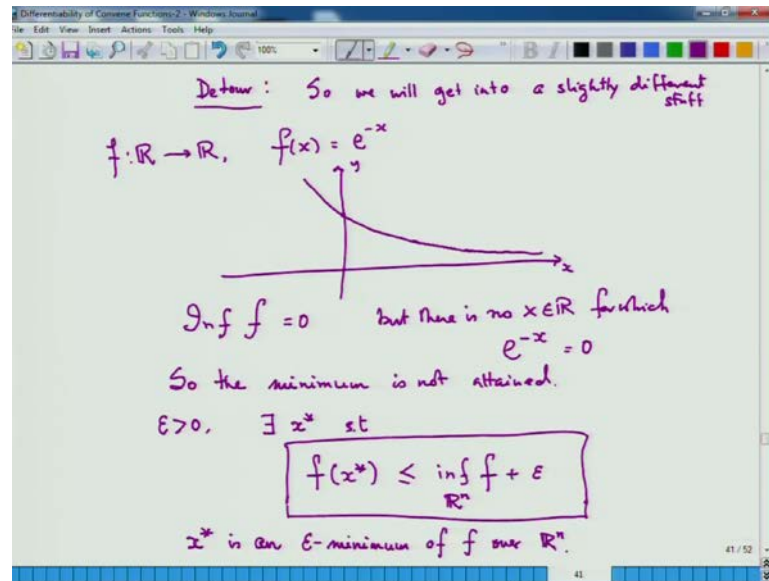 Differentiability of Convene Functions-2 - Windows Journal
File Edit View Insert Actions Tools Help
100%
Detour : So we will get into a slightly different stuff
f : ℝ → ℝ, f(x) = e^{-x}
y
x
Inf f = 0 but there is no x ∈ ℝ for which
e^{-x} = 0
So the minimum is not attained.
ε > 0, ∃ x* s.t
f(x*) ≤ inf f + ε
ℝⁿ
x* is an ε-minimum of f over ℝⁿ.
41 / 52
41